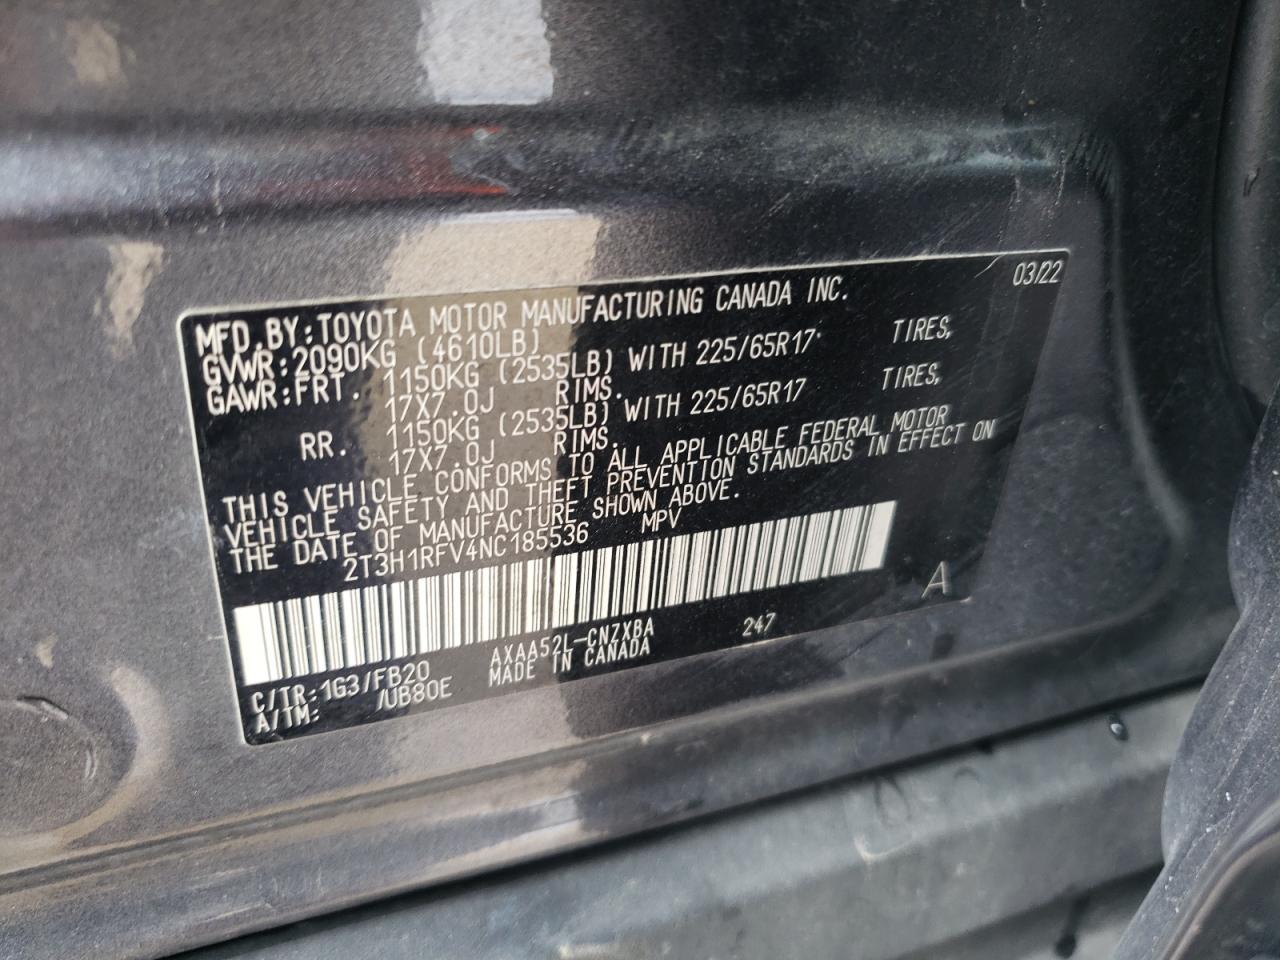 03/22
MFD.BY:TOYOTA MOTOR MANUFACTURING CANADA INC.
GVWR:2090KG (4610LB)
GAWR:FRT. 1150KG (2535LB) WITH 225/65R17 TIRES,
17X7.0J RIMS.
RR. 1150KG (2535LB) WITH 225/65R17 TIRES,
17X7.0J RIMS.
THIS VEHICLE CONFORMS TO ALL APPLICABLE FEDERAL MOTOR
VEHICLE SAFETY AND THEFT PREVENTION STANDARDS IN EFFECT ON
THE DATE OF MANUFACTURE SHOWN ABOVE.
2T3H1RFV4NC185536 MPV
A
C/TR:1G3/FB20 AXAA52L-CNZXBA 247
A/TM: /UB80E MADE IN CANADA